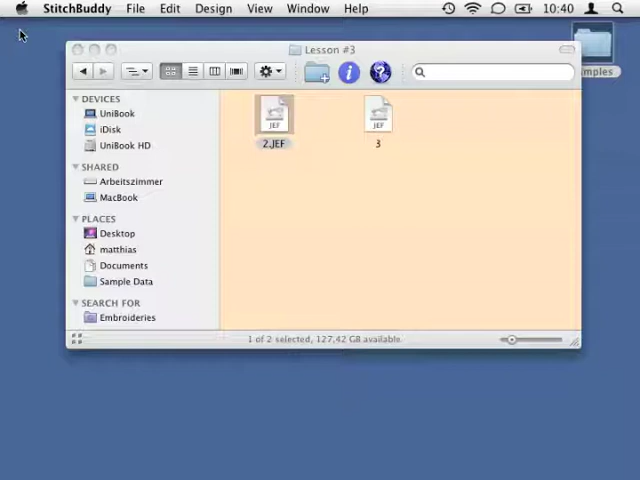 StitchBuddy File Edit Design View Window Help 10:40
Lesson #3
DEVICES
UniBook
iDisk
UniBook HD
SHARED
Arbeitszimmer
MacBook
PLACES
Desktop
matthias
Documents
Sample Data
SEARCH FOR
Embroideries
JEF
2.JEF
JEF
3
1 of 2 selected, 127,42 GB available
mples